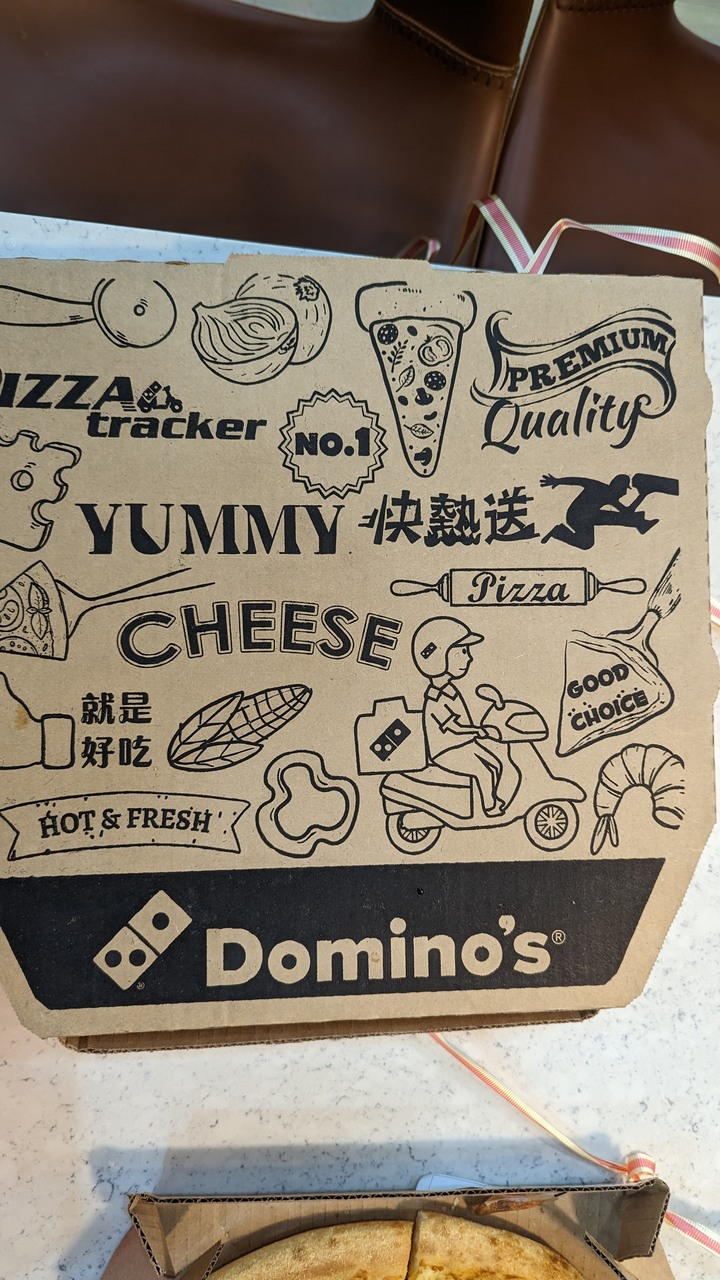 PIZZA
tracker
NO.1
PREMIUM
Quality
YUMMY
快熱送
Pizza
CHEESE
GOOD
CHOICE
就是
好吃
HOT & FRESH
Domino's®